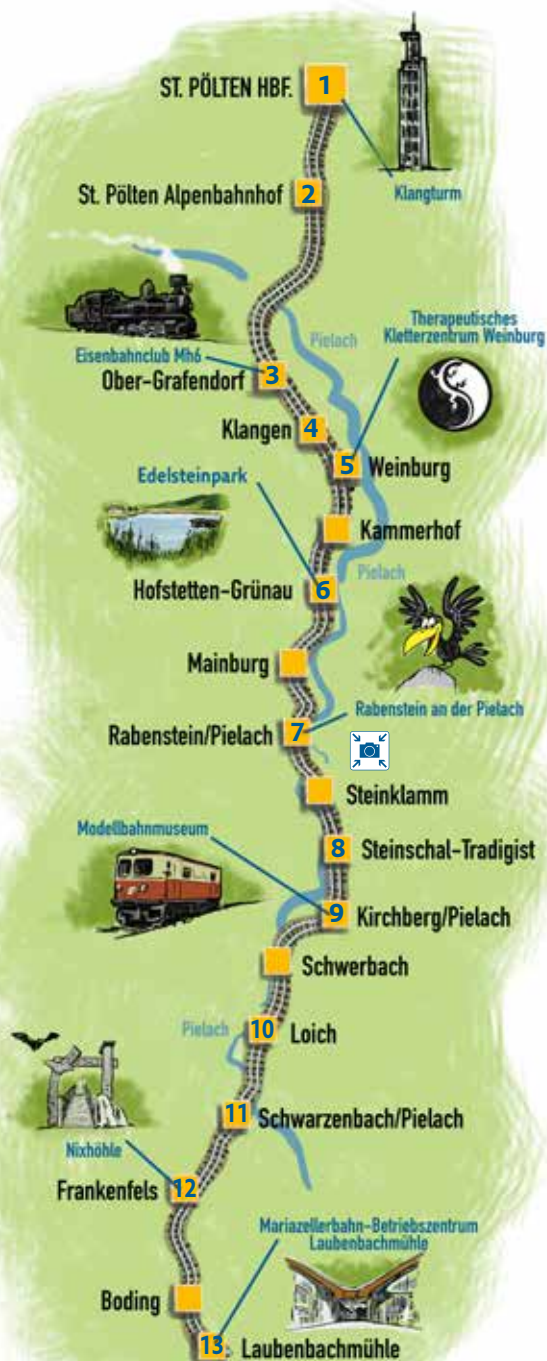 ST. PÖLTEN HBF.
1
Klangturm
St. Pölten Alpenbahnhof
2
Pielach
Therapeutisches
Kletterzentrum Weinburg
Eisenbahnclub Mh6
Ober-Grafendorf
3
Klangen
4
5
Weinburg
Edelsteinpark
Kammerhof
Pielach
Hofstetten-Grünau
6
Mainburg
Rabenstein an der Pielach
Rabenstein/Pielach
7
Steinklamm
Modellbahnmuseum
8
Steinschal-Tradigist
9
Kirchberg/Pielach
Schwerbach
Pielach
10
Loich
11
Schwarzenbach/Pielach
Nixhöhle
Frankenfels
12
Mariazellerbahn-Betriebszentrum
Laubenbachmühle
Boding
13
Laubenbachmühle